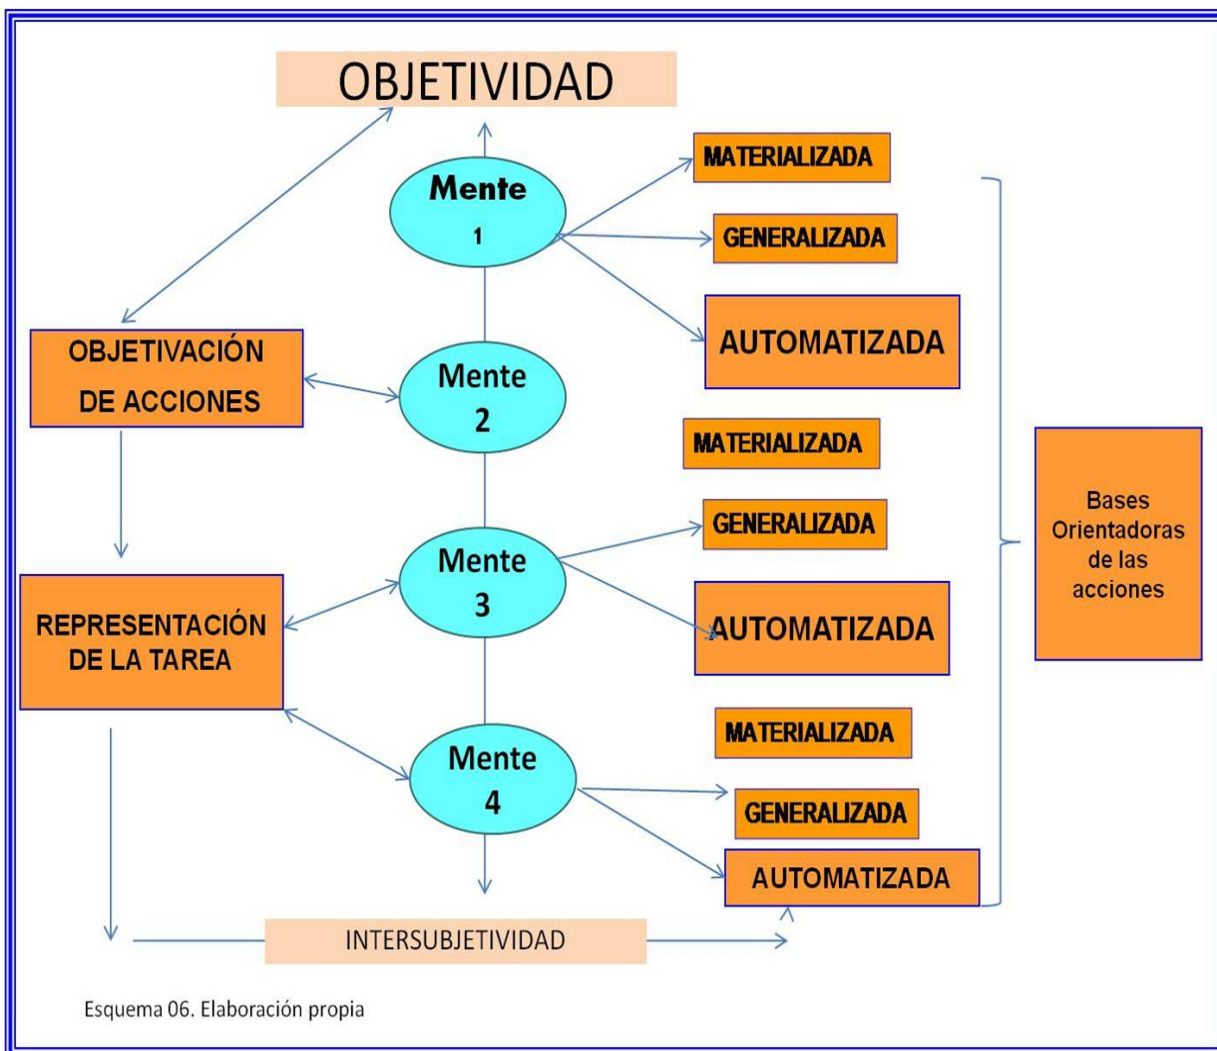 OBJETIVIDAD
Mente
1
MATERIALIZADA
GENERALIZADA
AUTOMATIZADA
OBJETIVACIÓN
DE ACCIONES
Mente
2
MATERIALIZADA
GENERALIZADA
AUTOMATIZADA
Mente
3
REPRESENTACIÓN
DE LA TAREA
Mente
4
MATERIALIZADA
GENERALIZADA
AUTOMATIZADA
Bases
Orientadoras
de las
acciones
INTERSUBJETIVIDAD
Esquema 06. Elaboración propia